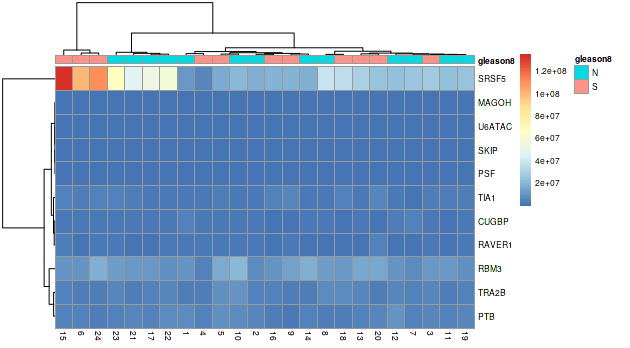 gleason8
SRSF5
MAGOH
U6ATAC
SKIP
PSF
TIA1
CUGBP
RAVER1
RBM3
TRA2B
PTB
15 6 24 23 21 17 22 1 4 5 10 2 16 9 14 8 18 13 20 12 7 3 11 19
1.2e+08
1e+08
8e+07
6e+07
4e+07
2e+07
gleason8
N
S